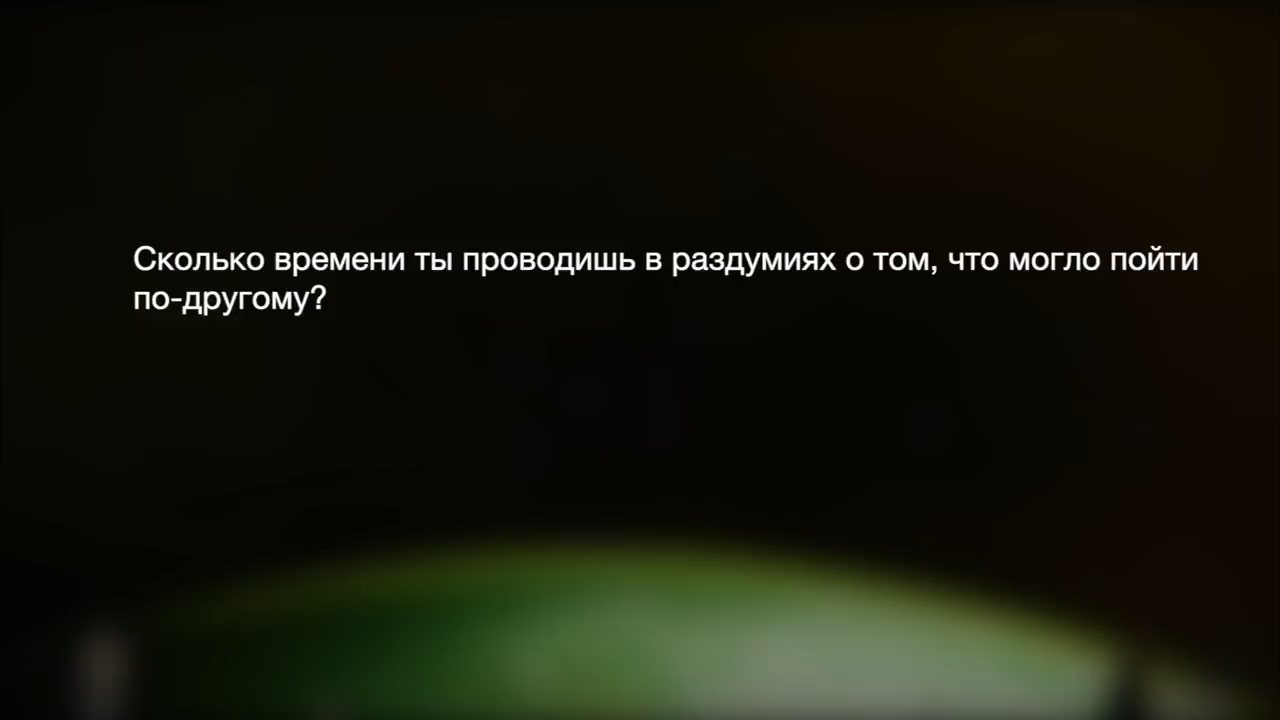 Сколько времени ты проводишь в раздумиях о том, что могло пойти
по-другому?